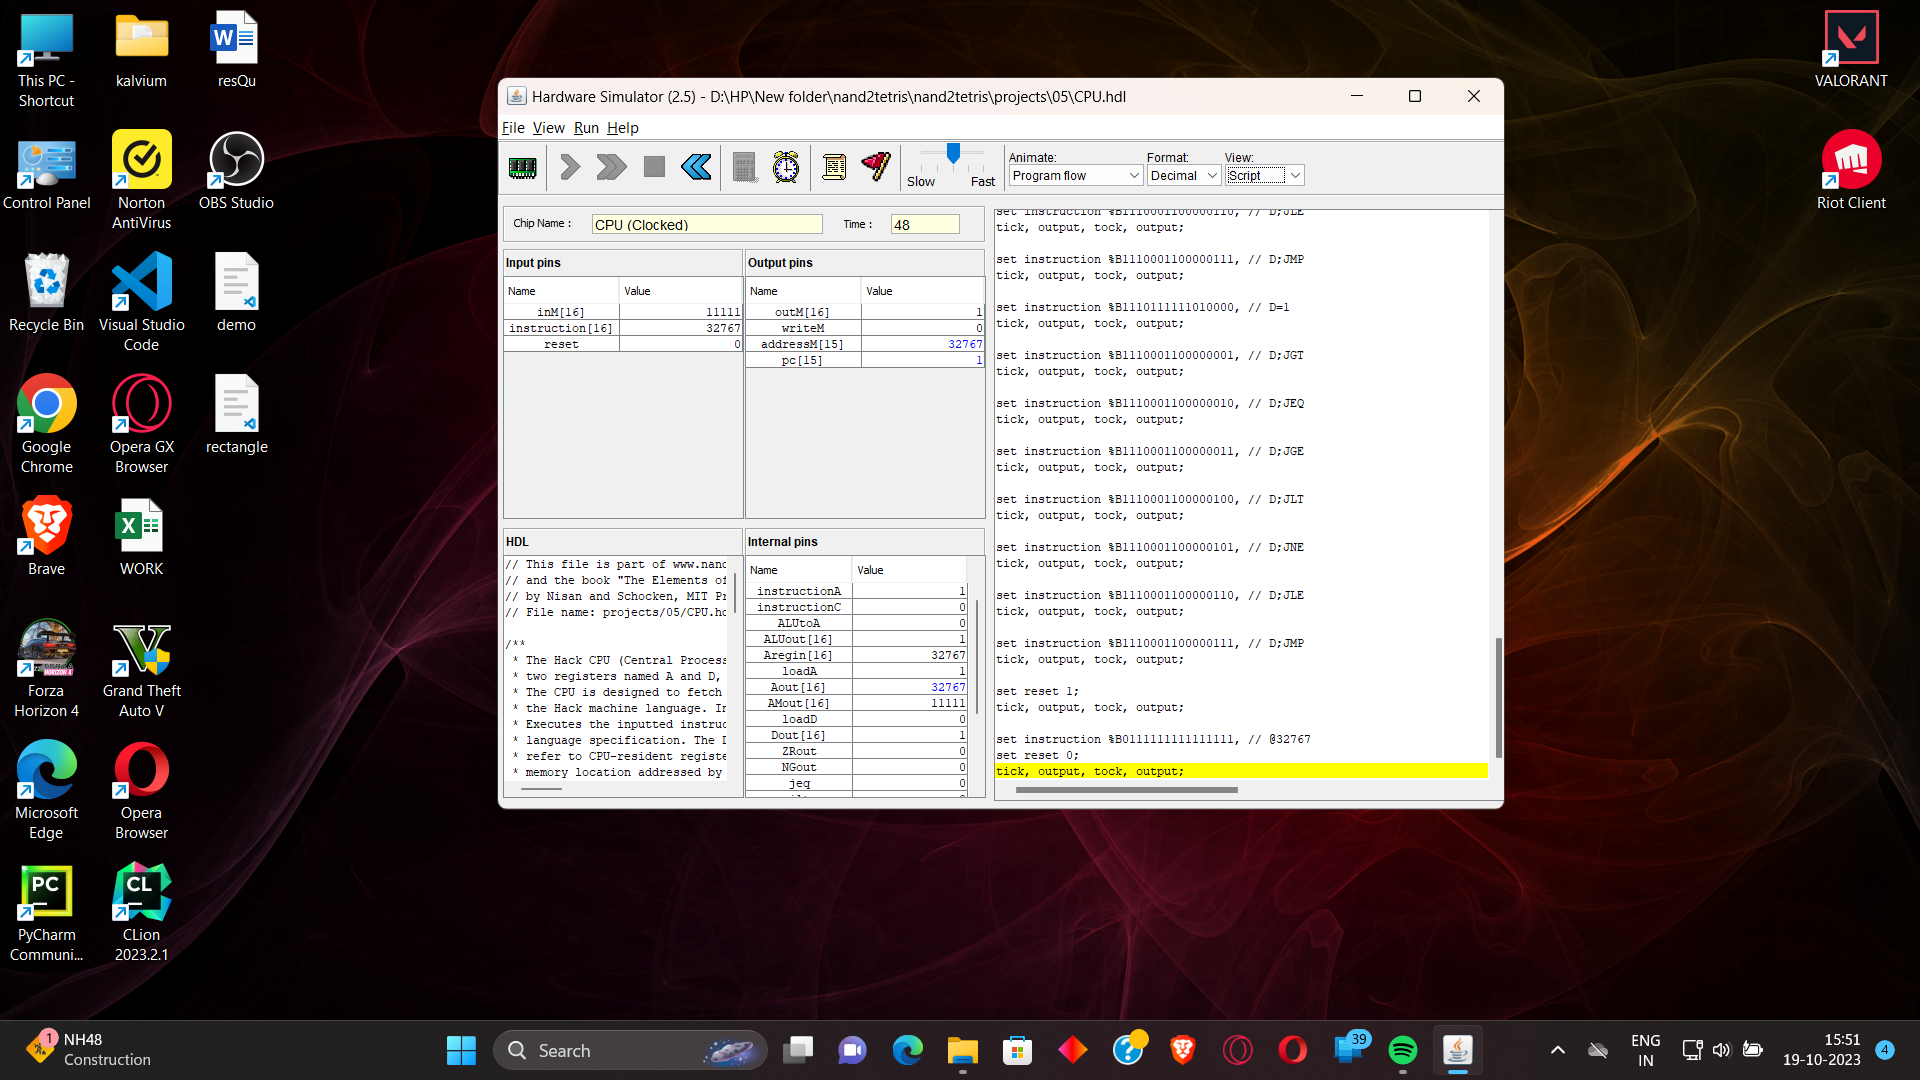 This PC -
Shortcut
kalvium
resQu
Control Panel
Norton
AntiVirus
OBS Studio
Recycle Bin
Visual Studio
Code
demo
Google
Chrome
Opera GX
Browser
rectangle
Brave
WORK
Forza
Horizon 4
Grand Theft
Auto V
Microsoft
Edge
Opera
Browser
PyCharm
Communi...
CLion
2023.2.1
VALORANT
Riot Client
Hardware Simulator (2.5) - D:\HP\New folder\nand2tetris\nand2tetris\projects\05\CPU.hdl
File View Run Help
Slow Fast
Animate:
Program flow
Format:
Decimal
View:
Script
Chip Name : CPU (Clocked) Time : 48
Input pins
Name Value
inM[16] 11111
instruction[16] 32767
reset 0
Output pins
Name Value
outM[16] 1
writeM 0
addressM[15] 32767
pc[15] 1
HDL
// This file is part of www.nand
// and the book "The Elements of
// by Nisan and Schocken, MIT Pr
// File name: projects/05/CPU.hd
/**
* The Hack CPU (Central Process
* two registers named A and D,
* The CPU is designed to fetch
* the Hack machine language. In
* Executes the inputted instruc
* language specification. The D
* refer to CPU-resident registe
* memory location addressed by
Internal pins
Name Value
instructionA 1
instructionC 0
ALUtoA 0
ALUout[16] 1
Aregin[16] 32767
loadA 1
Aout[16] 32767
AMout[16] 11111
loadD 0
Dout[16] 1
ZRout 0
NGout 0
jeq 0
set instruction %B1110001100000110, // D;JLE
tick, output, tock, output;
set instruction %B1110001100000111, // D;JMP
tick, output, tock, output;
set instruction %B1110111111010000, // D=1
tick, output, tock, output;
set instruction %B1110001100000001, // D;JGT
tick, output, tock, output;
set instruction %B1110001100000010, // D;JEQ
tick, output, tock, output;
set instruction %B1110001100000011, // D;JGE
tick, output, tock, output;
set instruction %B1110001100000100, // D;JLT
tick, output, tock, output;
set instruction %B1110001100000101, // D;JNE
tick, output, tock, output;
set instruction %B1110001100000110, // D;JLE
tick, output, tock, output;
set instruction %B1110001100000111, // D;JMP
tick, output, tock, output;
set reset 1;
tick, output, tock, output;
set instruction %B0111111111111111, // @32767
set reset 0;
tick, output, tock, output;
1
NH48
Construction
Search
39
ENG
IN
15:51
19-10-2023
4